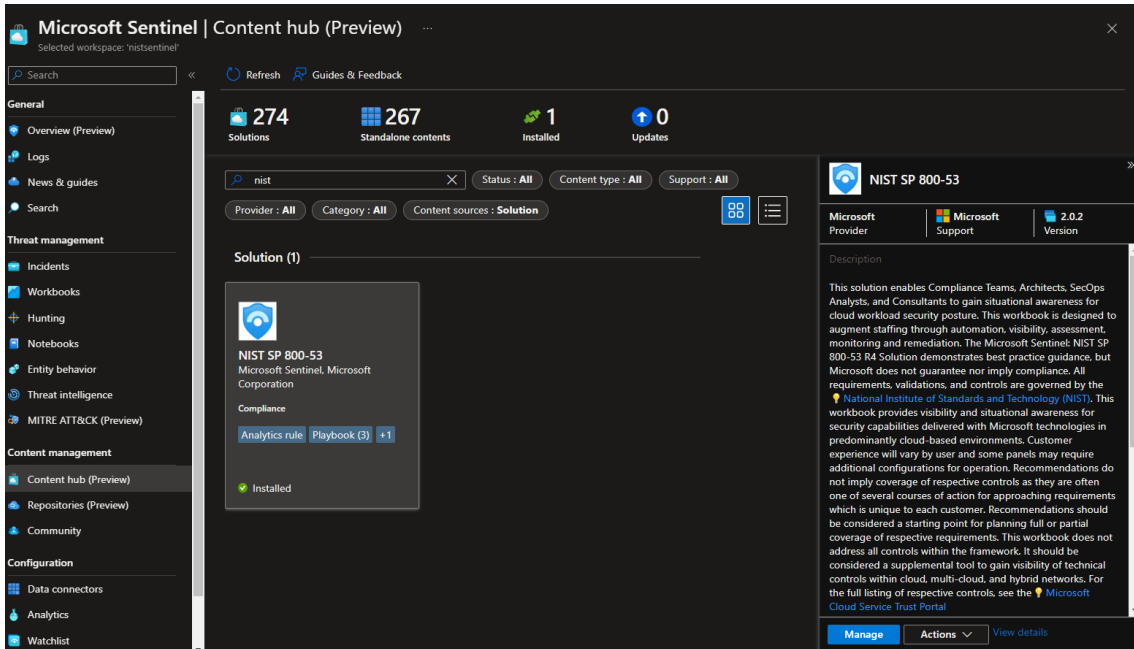 Microsoft Sentinel | Content hub (Preview) ...
Selected workspace: 'nistsentinel'
Search
General
Overview (Preview)
Logs
News & guides
Search
Threat management
Incidents
Workbooks
Hunting
Notebooks
Entity behavior
Threat intelligence
MITRE ATT&CK (Preview)
Content management
Content hub (Preview)
Repositories (Preview)
Community
Configuration
Data connectors
Analytics
Watchlist
Refresh
Guides & Feedback
274
Solutions
267
Standalone contents
1
Installed
0
Updates
nist
Status : All
Content type : All
Support : All
Provider : All
Category : All
Content sources : Solution
Solution (1)
NIST SP 800-53
Microsoft Sentinel, Microsoft
Corporation
Compliance
Analytics rule Playbook (3) +1
Installed
NIST SP 800-53
Microsoft
Provider
Microsoft
Support
2.0.2
Version
Description
This solution enables Compliance Teams, Architects, SecOps
Analysts, and Consultants to gain situational awareness for
cloud workload security posture. This workbook is designed to
augment staffing through automation, visibility, assessment,
monitoring and remediation. The Microsoft Sentinel: NIST SP
800-53 R4 Solution demonstrates best practice guidance, but
Microsoft does not guarantee nor imply compliance. All
requirements, validations, and controls are governed by the
National Institute of Standards and Technology (NIST). This
workbook provides visibility and situational awareness for
security capabilities delivered with Microsoft technologies in
predominantly cloud-based environments. Customer
experience will vary by user and some panels may require
additional configurations for operation. Recommendations do
not imply coverage of respective controls as they are often
one of several courses of action for approaching requirements
which is unique to each customer. Recommendations should
be considered a starting point for planning full or partial
coverage of respective requirements. This workbook does not
address all controls within the framework. It should be
considered a supplemental tool to gain visibility of technical
controls within cloud, multi-cloud, and hybrid networks. For
the full listing of respective controls, see the Microsoft
Cloud Service Trust Portal
Manage
Actions
View details